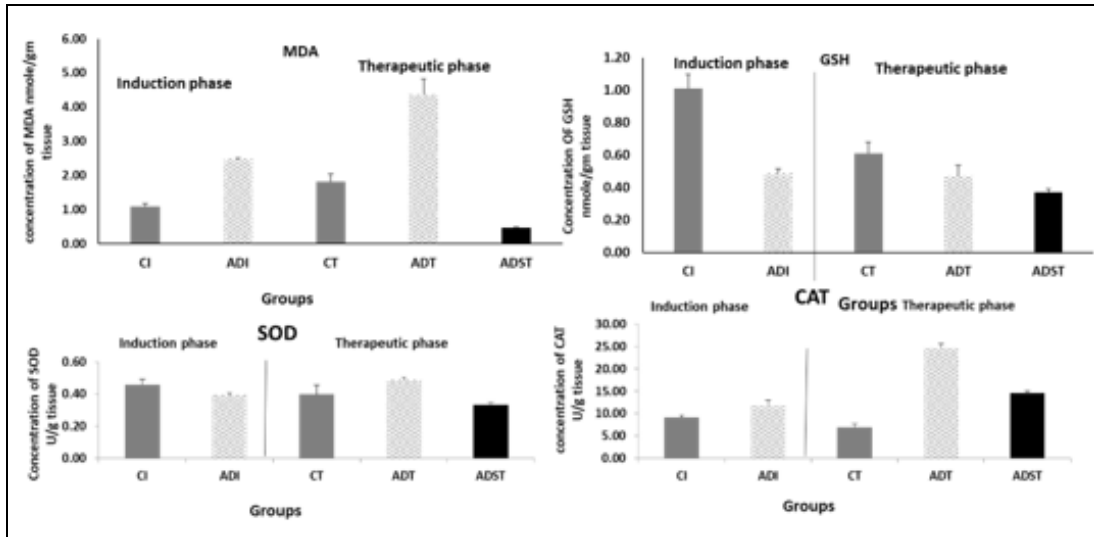 MDA
Induction phase
Therapeutic phase
concentration of MDA nmole/gm
tissue
6.00
5.00
4.00
3.00
2.00
1.00
0.00
CI ADI CT ADT ADST
Groups
GSH
Induction phase
Therapeutic phase
Concentration OF GSH
nmole/gm tissue
1.20
1.00
0.80
0.60
0.40
0.20
0.00
CI ADI CT ADT ADST
Groups
SOD
Induction phase
Therapeutic phase
Concentration of SOD
U/g tissue
0.60
0.40
0.20
0.00
CI ADI CT ADT ADST
Groups
CAT
Induction phase
Therapeutic phase
concentration of CAT
U/g tissue
30.00
25.00
20.00
15.00
10.00
5.00
0.00
CI ADI CT ADT ADST
Groups